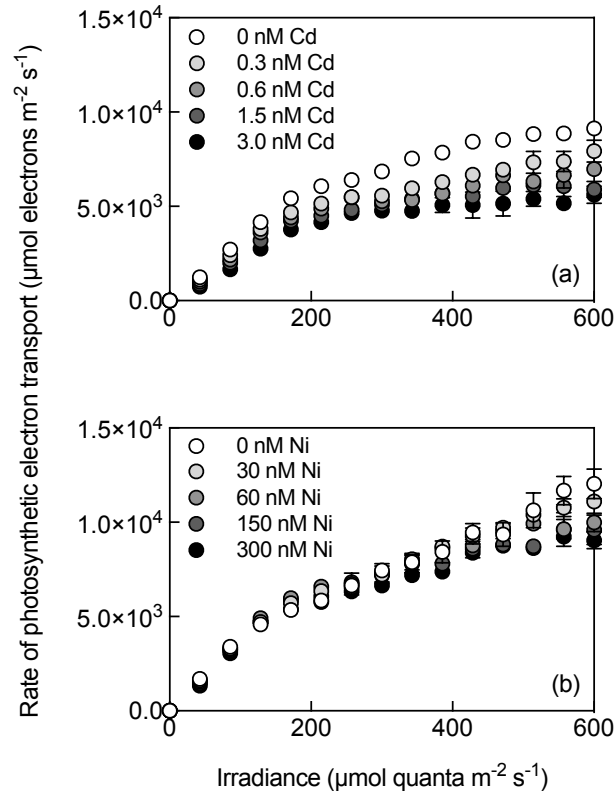 1.5×10⁴
0 nM Cd
0.3 nM Cd
0.6 nM Cd
1.5 nM Cd
3.0 nM Cd
1.0×10⁴
5.0×10³
0.0
(a)
0 200 400 600
1.5×10⁴
0 nM Ni
30 nM Ni
60 nM Ni
150 nM Ni
300 nM Ni
1.0×10⁴
5.0×10³
0.0
(b)
0 200 400 600
Rate of photosynthetic electron transport (µmol electrons m⁻² s⁻¹)
Irradiance (µmol quanta m⁻² s⁻¹)